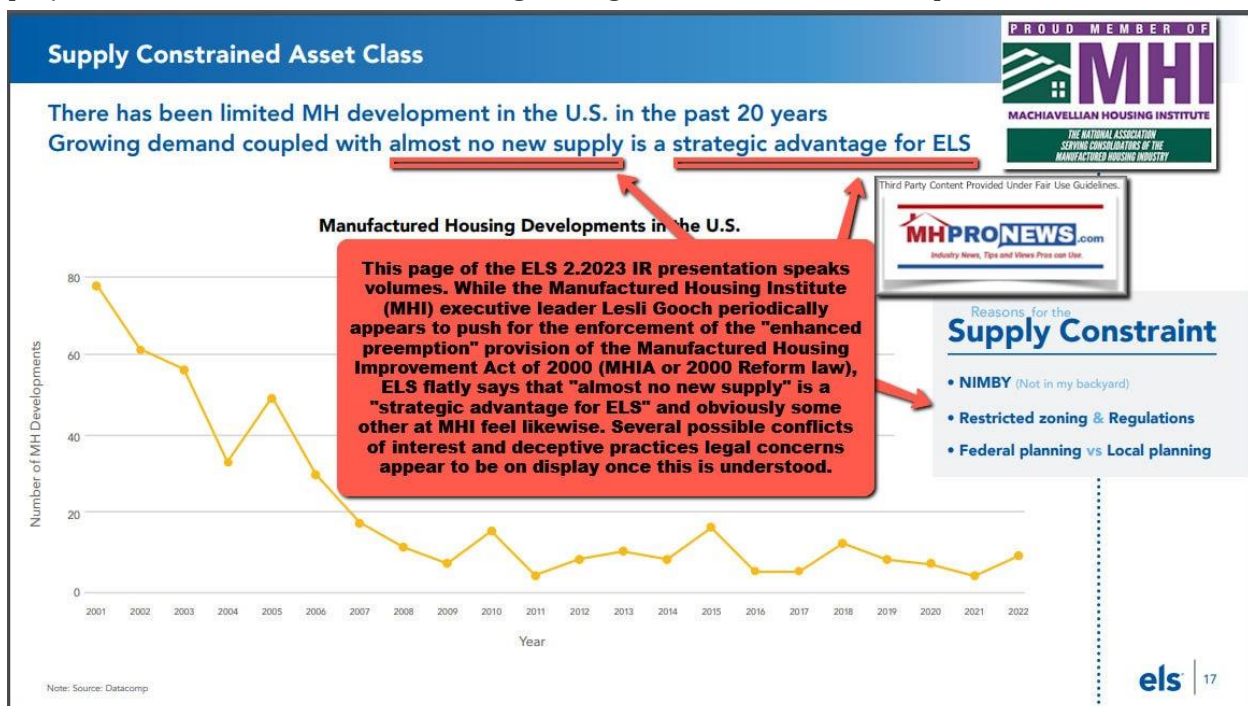 Supply Constrained Asset Class
PROUD MEMBER OF
MHI
MACHIAVELLIAN HOUSING INSTITUTE
THE NATIONAL ASSOCIATION
SERVING CONSOLIDATORS OF THE
MANUFACTURED HOUSING INDUSTRY
There has been limited MH development in the U.S. in the past 20 years
Growing demand coupled with almost no new supply is a strategic advantage for ELS
Third Party Content Provided Under Fair Use Guidelines.
MHPRONEWS.com
Industry News, Tips and Views Pros can Use.
Manufactured Housing Developments in the U.S.
This page of the ELS 2.2023 IR presentation speaks
volumes. While the Manufactured Housing Institute
(MHI) executive leader Lesli Gooch periodically
appears to push for the enforcement of the "enhanced
preemption" provision of the Manufactured Housing
Improvement Act of 2000 (MHIA or 2000 Reform law),
ELS flatly says that "almost no new supply" is a
"strategic advantage for ELS" and obviously some
other at MHI feel likewise. Several possible conflicts
of interest and deceptive practices legal concerns
appear to be on display once this is understood.
Reasons for the
Supply Constraint
• NIMBY (Not in my backyard)
• Restricted zoning & Regulations
• Federal planning vs Local planning
Number of MH Developments
80
60
40
20
0
2001 2002 2003 2004 2005 2006 2007 2008 2009 2010 2011 2012 2013 2014 2015 2016 2017 2018 2019 2020 2021 2022
Year
Note: Source: Datacomp
els 17